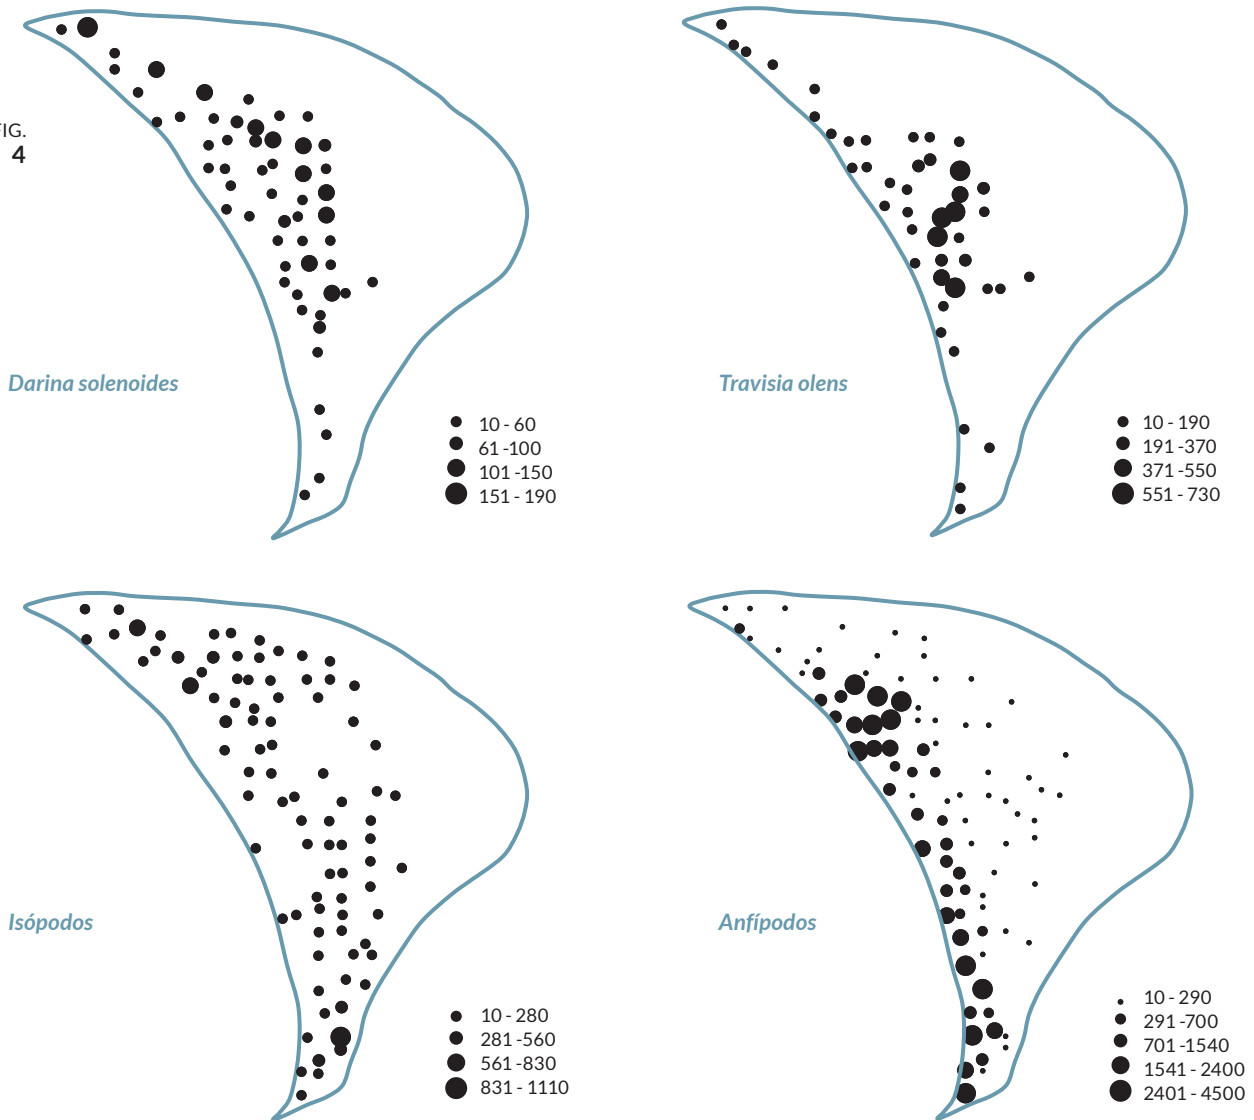 FIG.
4
Darina solenoides
10 - 60
61 -100
101 -150
151 - 190
Travisia olens
10 - 190
191 -370
371 -550
551 - 730
Isópodos
10 - 280
281 -560
561 -830
831 - 1110
Anfípodos
10 - 290
291 -700
701 -1540
1541 - 2400
2401 - 4500